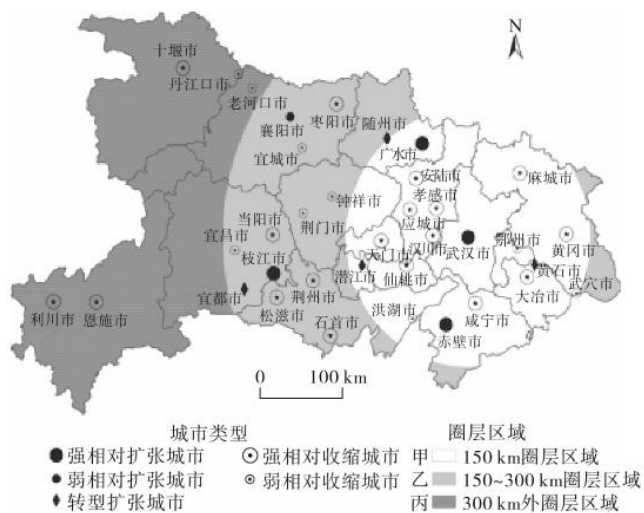 N
十堰市
丹江口市
老河口市
襄阳市
枣阳市
随州市
广水市
宜城市
安陆市
麻城市
孝感市
钟祥市
当阳市
荆门市
应城市
宜昌市
天门市
汉川市
武汉市
鄂州市
黄冈市
枝江市
潜江市
仙桃市
黄石市
宜都市
荆州市
大冶市
武穴市
利川市
恩施市
松滋市
石首市
洪湖市
咸宁市
赤壁市
0 100 km
城市类型 圈层区域
强相对扩张城市 强相对收缩城市 甲 150 km圈层区域
弱相对扩张城市 弱相对收缩城市 乙 150~300 km圈层区域
转型扩张城市 丙 300 km外圈层区域